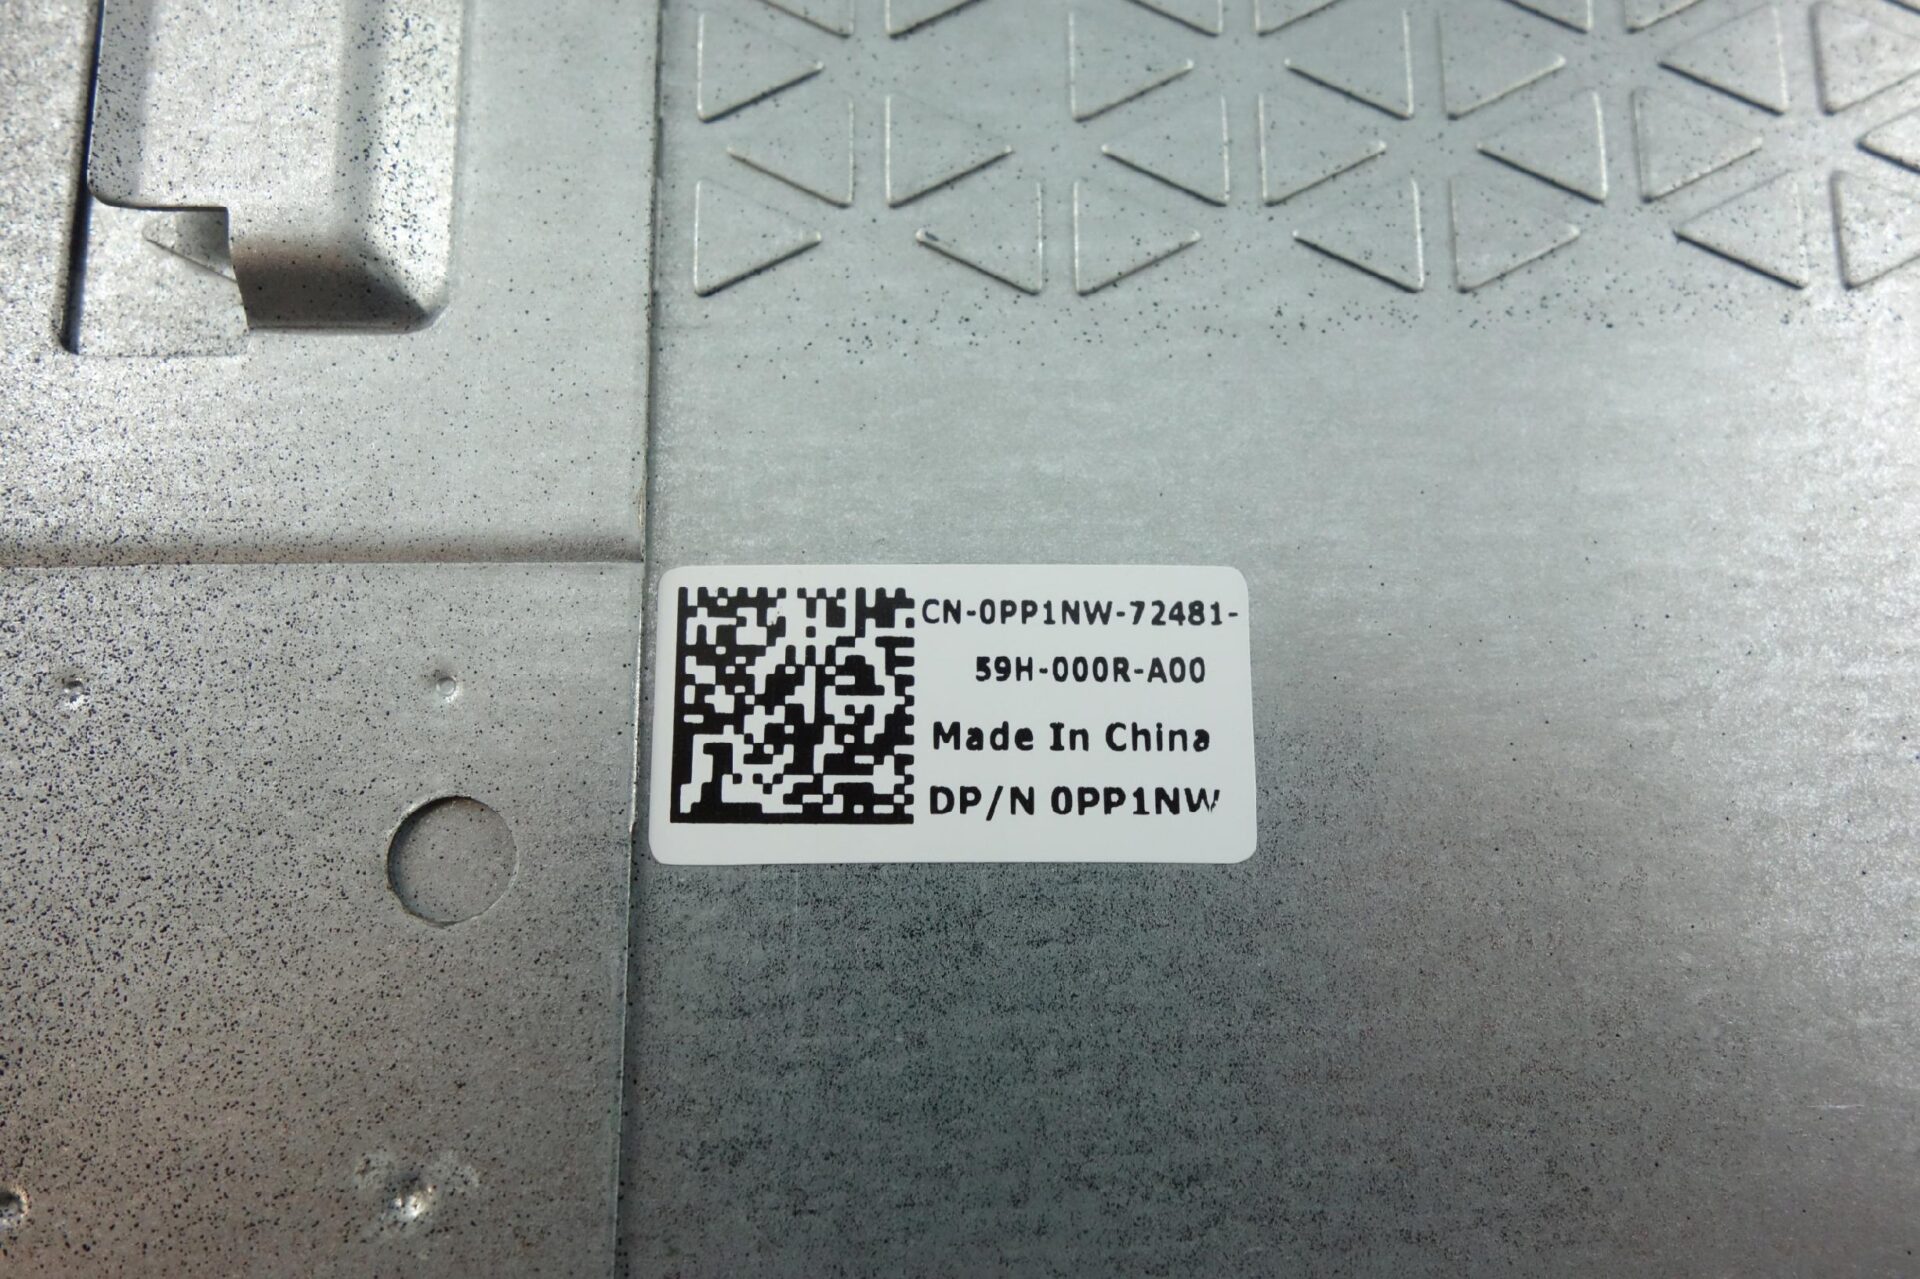 CN-0PP1NW-72481-
59H-000R-A00
Made In China
DP/N 0PP1NW